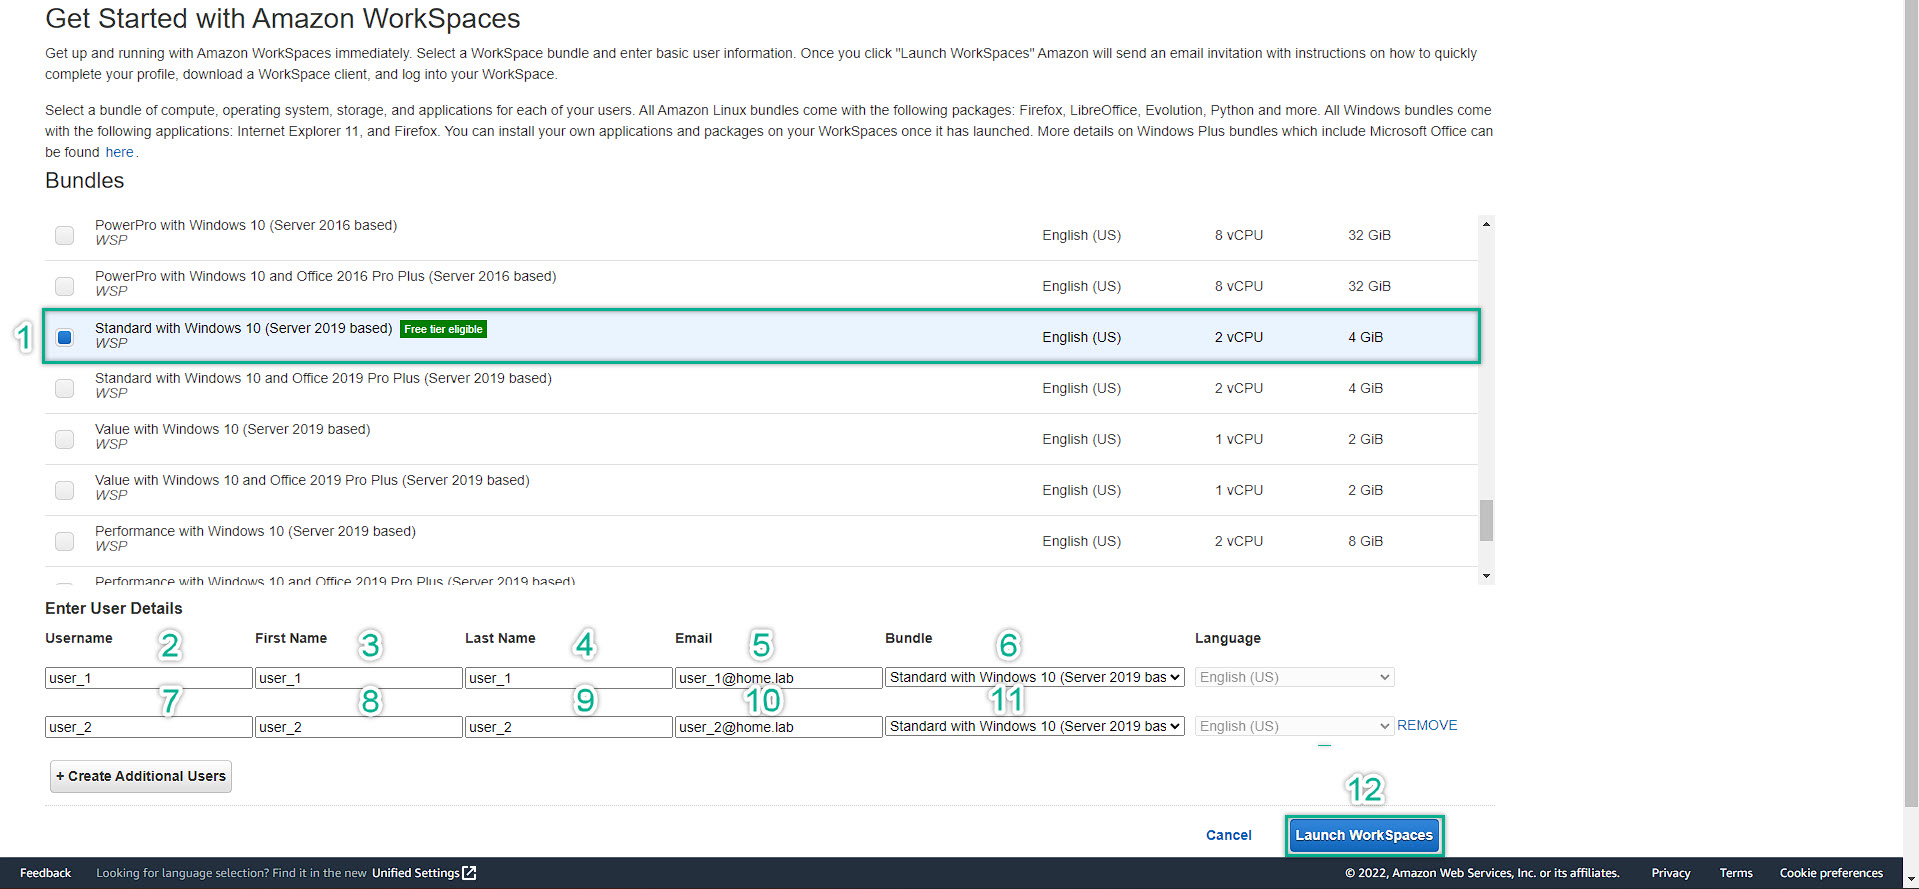 Get Started with Amazon WorkSpaces
Get up and running with Amazon WorkSpaces immediately. Select a WorkSpace bundle and enter basic user information. Once you click "Launch WorkSpaces" Amazon will send an email invitation with instructions on how to quickly
complete your profile, download a WorkSpace client, and log into your WorkSpace.
Select a bundle of compute, operating system, storage, and applications for each of your users. All Amazon Linux bundles come with the following packages: Firefox, LibreOffice, Evolution, Python and more. All Windows bundles come
with the following applications: Internet Explorer 11, and Firefox. You can install your own applications and packages on your WorkSpaces once it has launched. More details on Windows Plus bundles which include Microsoft Office can
be found here.
Bundles
PowerPro with Windows 10 (Server 2016 based)
WSP
English (US) 8 vCPU 32 GiB
PowerPro with Windows 10 and Office 2016 Pro Plus (Server 2016 based)
WSP
English (US) 8 vCPU 32 GiB
1
Standard with Windows 10 (Server 2019 based) Free tier eligible
WSP
English (US) 2 vCPU 4 GiB
Standard with Windows 10 and Office 2019 Pro Plus (Server 2019 based)
WSP
English (US) 2 vCPU 4 GiB
Value with Windows 10 (Server 2019 based)
WSP
English (US) 1 vCPU 2 GiB
Value with Windows 10 and Office 2019 Pro Plus (Server 2019 based)
WSP
English (US) 1 vCPU 2 GiB
Performance with Windows 10 (Server 2019 based)
WSP
English (US) 2 vCPU 8 GiB
Performance with Windows 10 and Office 2019 Pro Plus (Server 2019 based)
Enter User Details
Username 2 First Name 3 Last Name 4 Email 5 Bundle 6 Language
user_1 user_1 user_1 user_1@home.lab Standard with Windows 10 (Server 2019 bas English (US)
7 8 9 10 11
user_2 user_2 user_2 user_2@home.lab Standard with Windows 10 (Server 2019 bas English (US) REMOVE
+ Create Additional Users
12
Cancel Launch WorkSpaces
Feedback Looking for language selection? Find it in the new Unified Settings © 2022, Amazon Web Services, Inc. or its affiliates. Privacy Terms Cookie preferences